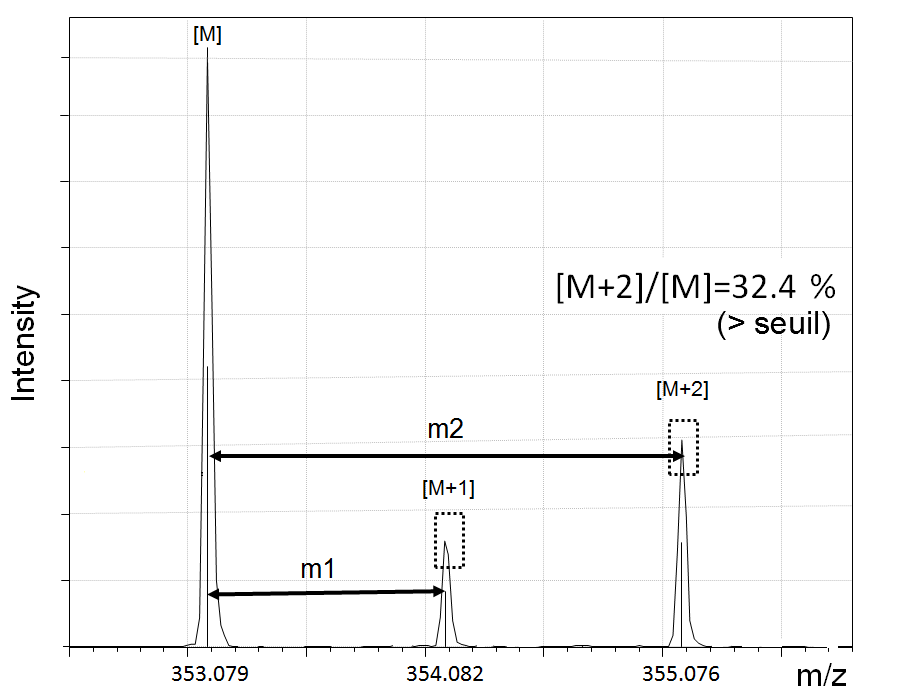 [M]
[M+2]/[M]=32.4 %
(> seuil)
Intensity
[M+2]
m2
[M+1]
m1
353.079
354.082
355.076
m/z